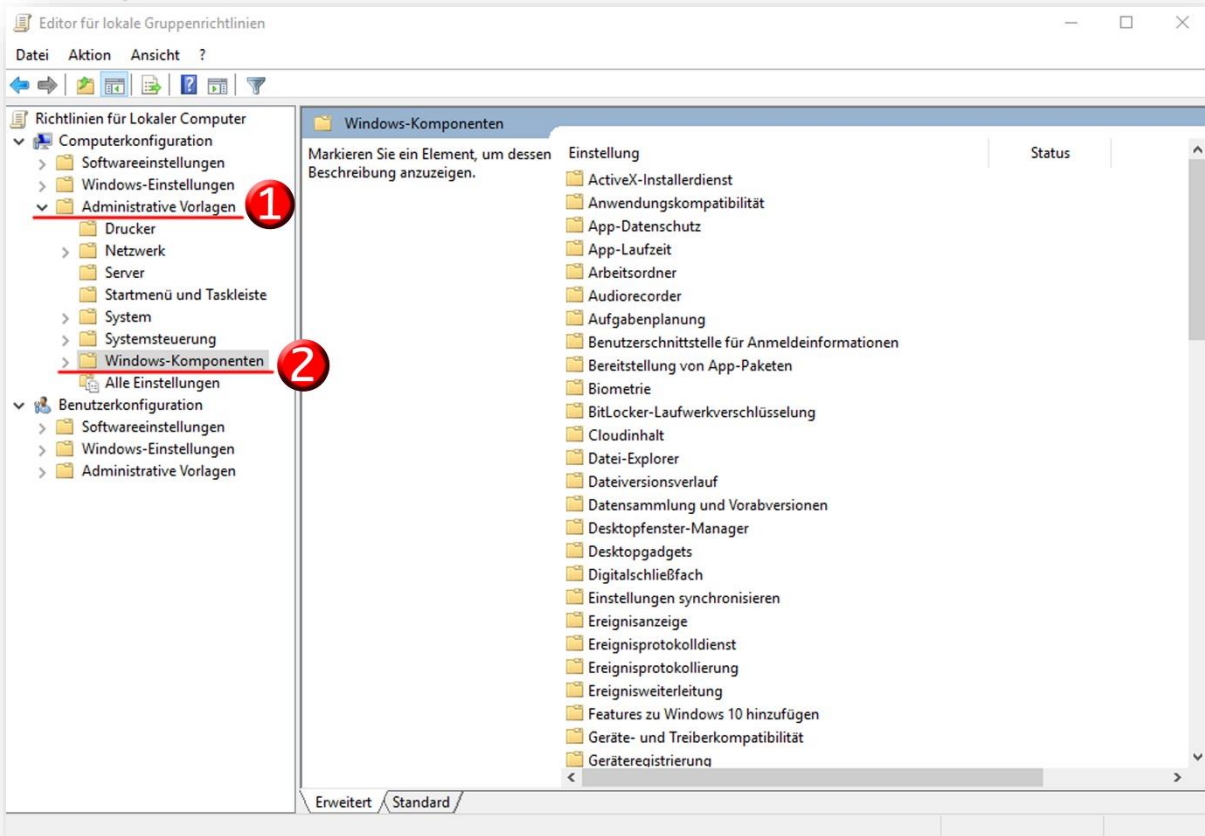 Editor für lokale Gruppenrichtlinien
Datei Aktion Ansicht ?
Richtlinien für Lokaler Computer
Computerkonfiguration
Softwareeinstellungen
Windows-Einstellungen
Administrative Vorlagen
1
Drucker
Netzwerk
Server
Startmenü und Taskleiste
System
Systemsteuerung
Windows-Komponenten
2
Alle Einstellungen
Benutzerkonfiguration
Softwareeinstellungen
Windows-Einstellungen
Administrative Vorlagen
Windows-Komponenten
Markieren Sie ein Element, um dessen
Beschreibung anzuzeigen.
Einstellung Status
ActiveX-Installerdienst
Anwendungskompatibilität
App-Datenschutz
App-Laufzeit
Arbeitsordner
Audiorecorder
Aufgabenplanung
Benutzerschnittstelle für Anmeldeinformationen
Bereitstellung von App-Paketen
Biometrie
BitLocker-Laufwerkverschlüsselung
Cloudinhalt
Datei-Explorer
Dateiversionsverlauf
Datensammlung und Vorabversionen
Desktopfenster-Manager
Desktopgadgets
Digitalschließfach
Einstellungen synchronisieren
Ereignisanzeige
Ereignisprotokolldienst
Ereignisprotokollierung
Ereignisweiterleitung
Features zu Windows 10 hinzufügen
Geräte- und Treiberkompatibilität
Geräteregistrierung
Erweitert Standard